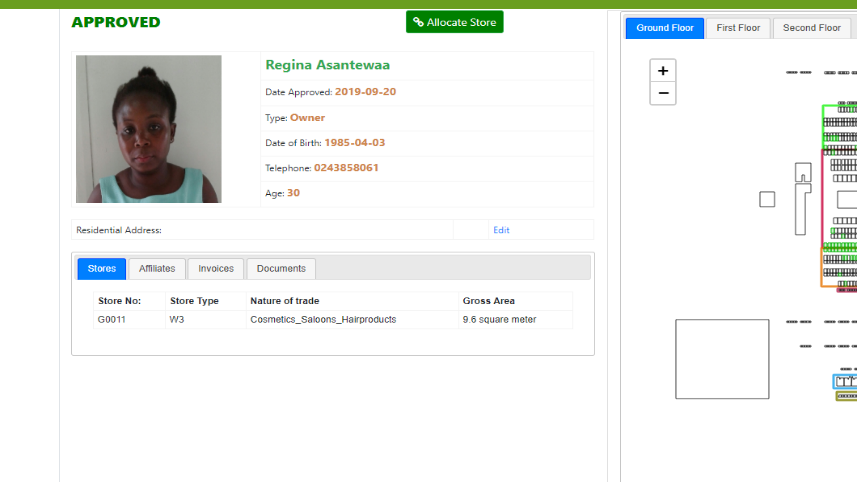 APPROVED
Allocate Store
Regina Asantewaa
Date Approved: 2019-09-20
Type: Owner
Date of Birth: 1985-04-03
Telephone: 0243858061
Age: 30
Residential Address:
Edit
Stores Affiliates Invoices Documents
Store No: Store Type Nature of trade Gross Area
G0011 W3 Cosmetics_Saloons_Hairproducts 9.6 square meter
Ground Floor First Floor Second Floor
+
−